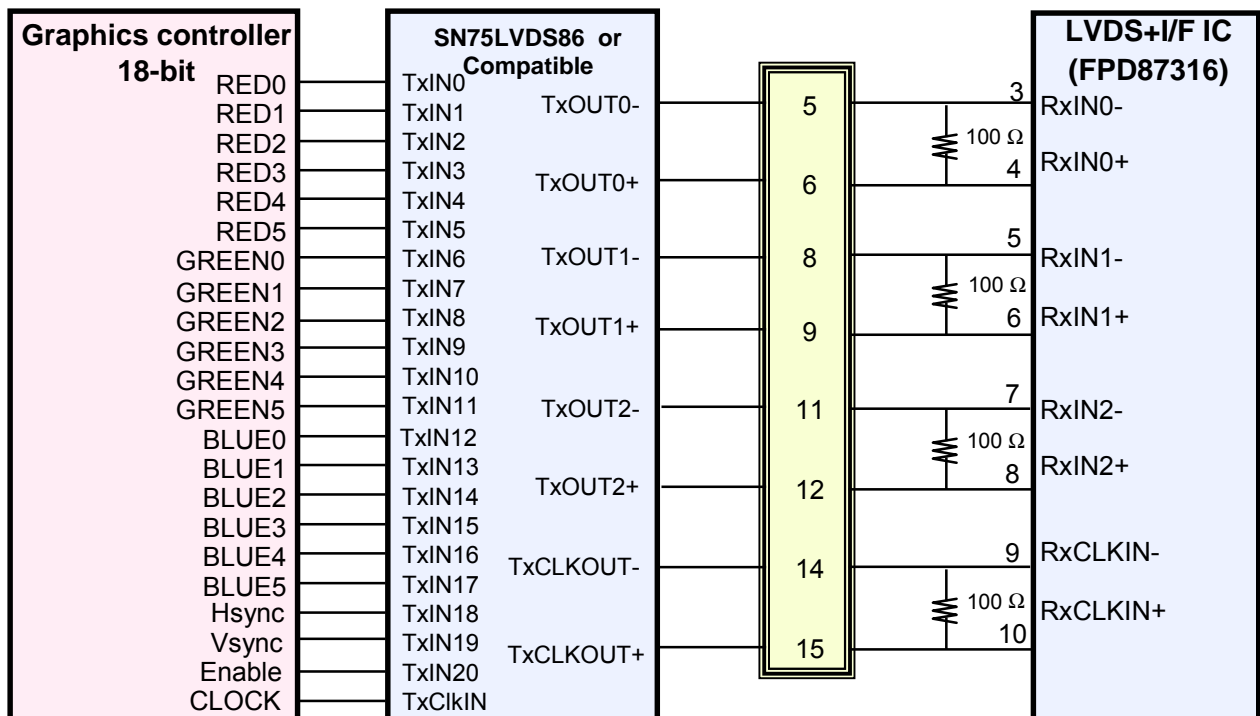 Graphics controller
18-bit
RED0
RED1
RED2
RED3
RED4
RED5
GREEN0
GREEN1
GREEN2
GREEN3
GREEN4
GREEN5
BLUE0
BLUE1
BLUE2
BLUE3
BLUE4
BLUE5
Hsync
Vsync
Enable
CLOCK
SN75LVDS86 or
Compatible
TxIN0
TxIN1
TxIN2
TxIN3
TxIN4
TxIN5
TxIN6
TxIN7
TxIN8
TxIN9
TxIN10
TxIN11
TxIN12
TxIN13
TxIN14
TxIN15
TxIN16
TxIN17
TxIN18
TxIN19
TxIN20
TxClkIN
TxOUT0-
TxOUT0+
TxOUT1-
TxOUT1+
TxOUT2-
TxOUT2+
TxCLKOUT-
TxCLKOUT+
5
6
8
9
11
12
14
15
3
100 Ω
4
5
100 Ω
6
7
100 Ω
8
9
100 Ω
10
LVDS+I/F IC
(FPD87316)
RxIN0-
RxIN0+
RxIN1-
RxIN1+
RxIN2-
RxIN2+
RxCLKIN-
RxCLKIN+